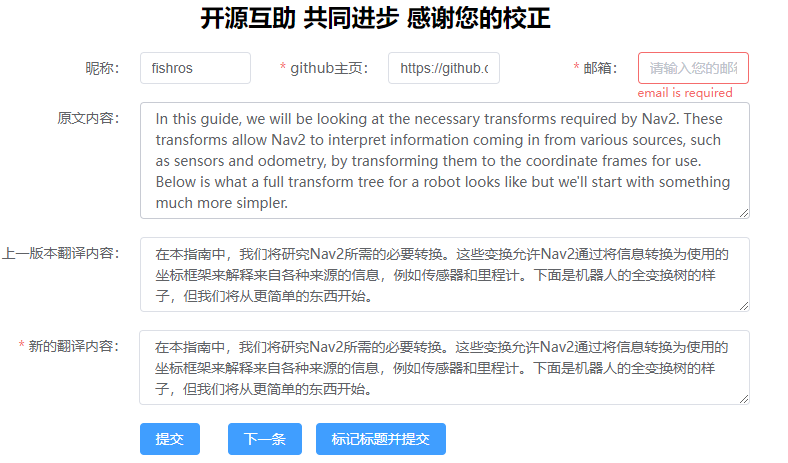 开源互助 共同进步 感谢您的校正
昵称： fishros * github主页： https://github.c * 邮箱： 请输入您的邮
email is required
原文内容： In this guide, we will be looking at the necessary transforms required by Nav2. These
transforms allow Nav2 to interpret information coming in from various sources, such
as sensors and odometry, by transforming them to the coordinate frames for use.
Below is what a full transform tree for a robot looks like but we'll start with something
much more simpler.
上一版本翻译内容： 在本指南中，我们将研究Nav2所需的必要转换。这些变换允许Nav2通过将信息转换为使用的
坐标框架来解释来自各种来源的信息，例如传感器和里程计。下面是机器人的全变换树的样
子，但我们将从更简单的东西开始。
* 新的翻译内容： 在本指南中，我们将研究Nav2所需的必要转换。这些变换允许Nav2通过将信息转换为使用的
坐标框架来解释来自各种来源的信息，例如传感器和里程计。下面是机器人的全变换树的样
子，但我们将从更简单的东西开始。
提交 下一条 标记标题并提交